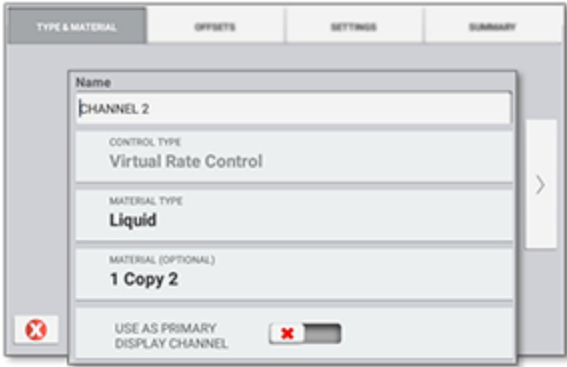 TYPE & MATERIAL
OFFSETS
SETTINGS
SUMMARY
Name
CHANNEL 2
CONTROL TYPE
Virtual Rate Control
MATERIAL TYPE
Liquid
MATERIAL (OPTIONAL)
1 Copy 2
USE AS PRIMARY
DISPLAY CHANNEL